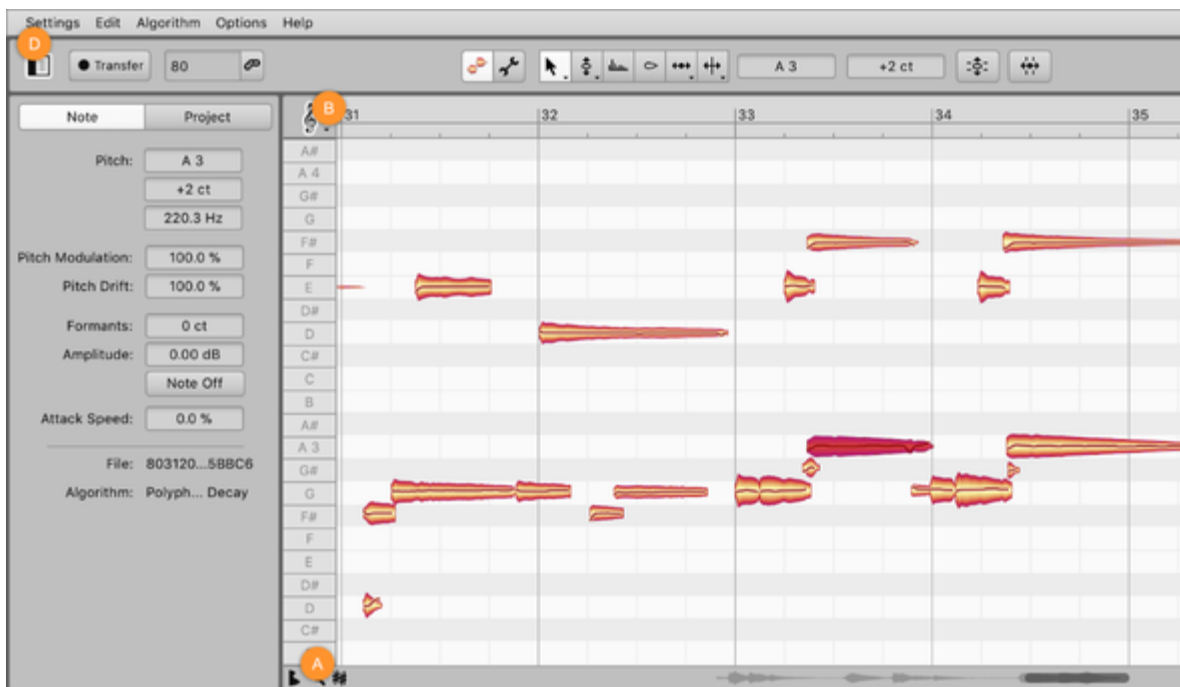 Settings Edit Algorithm Options Help
D
Transfer 80 A 3 +2 ct
Note Project
B 31 32 33 34 35
Pitch: A 3
+2 ct
220.3 Hz
Pitch Modulation: 100.0 %
Pitch Drift: 100.0 %
Formants: 0 ct
Amplitude: 0.00 dB
Note Off
Attack Speed: 0.0 %
File: 803120...5BBC6
Algorithm: Polyph... Decay
A#
A 4
G#
G
F#
F
E
D#
D
C#
C
B
A#
A 3
G#
G
F#
F
E
D#
D
C#
A